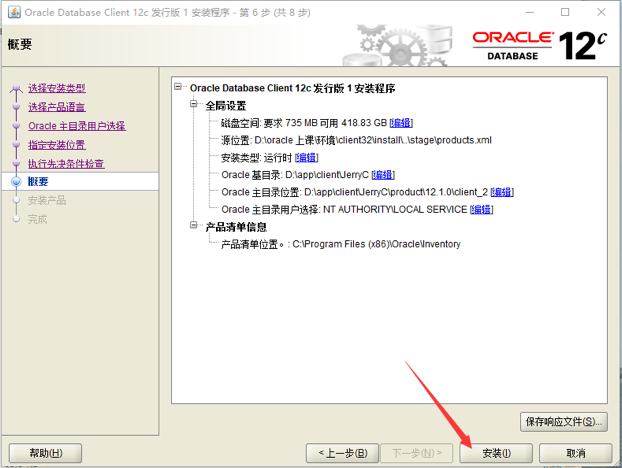 Oracle Database Client 12c 发行版 1 安装程序 - 第 6 步 (共 8 步)
概要
ORACLE
DATABASE
12c
选择安装类型
选择产品语言
Oracle 主目录用户选择
指定安装位置
执行先决条件检查
概要
安装产品
完成
Oracle Database Client 12c 发行版 1 安装程序
全局设置
磁盘空间: 要求 735 MB 可用 418.83 GB [编辑]
源位置: D:\oracle 上课\环境\client32\install\..\stage\products.xml
安装类型: 运行时 [编辑]
Oracle 基目录: D:\app\client\JerryC [编辑]
Oracle 主目录位置: D:\app\client\JerryC\product\12.1.0\client_2 [编辑]
Oracle 主目录用户选择: NT AUTHORITY\LOCAL SERVICE [编辑]
产品清单信息
产品清单位置。: C:\Program Files (x86)\Oracle\Inventory
保存响应文件(S)...
帮助(H)
< 上一步(B)
下一步(N) >
安装(I)
取消